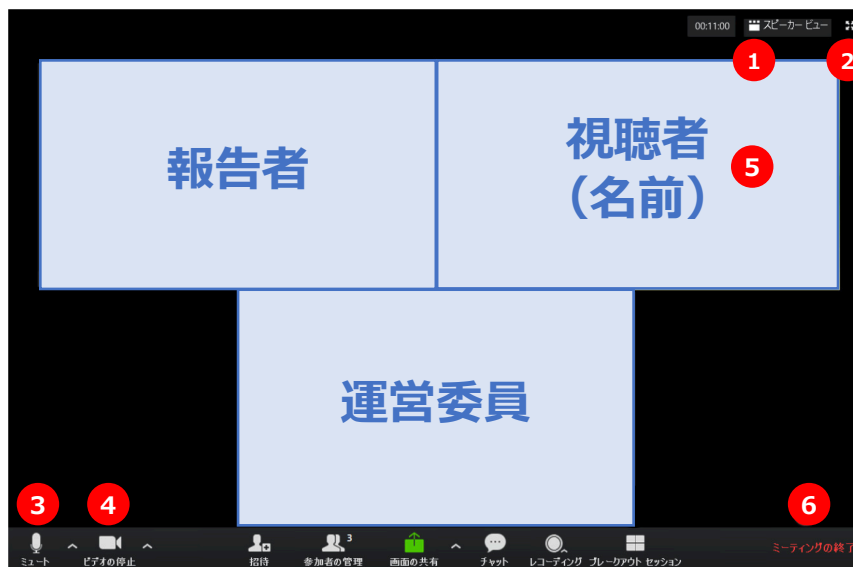 00:11:00 スピーカー ビュー
1 2
報告者
視聴者
（名前）
5
運営委員
3 4 6
3
ミュート ビデオの停止 招待 参加者の管理 画面の共有 チャット レコーディング ブレークアウト セッション ミーティングの終了